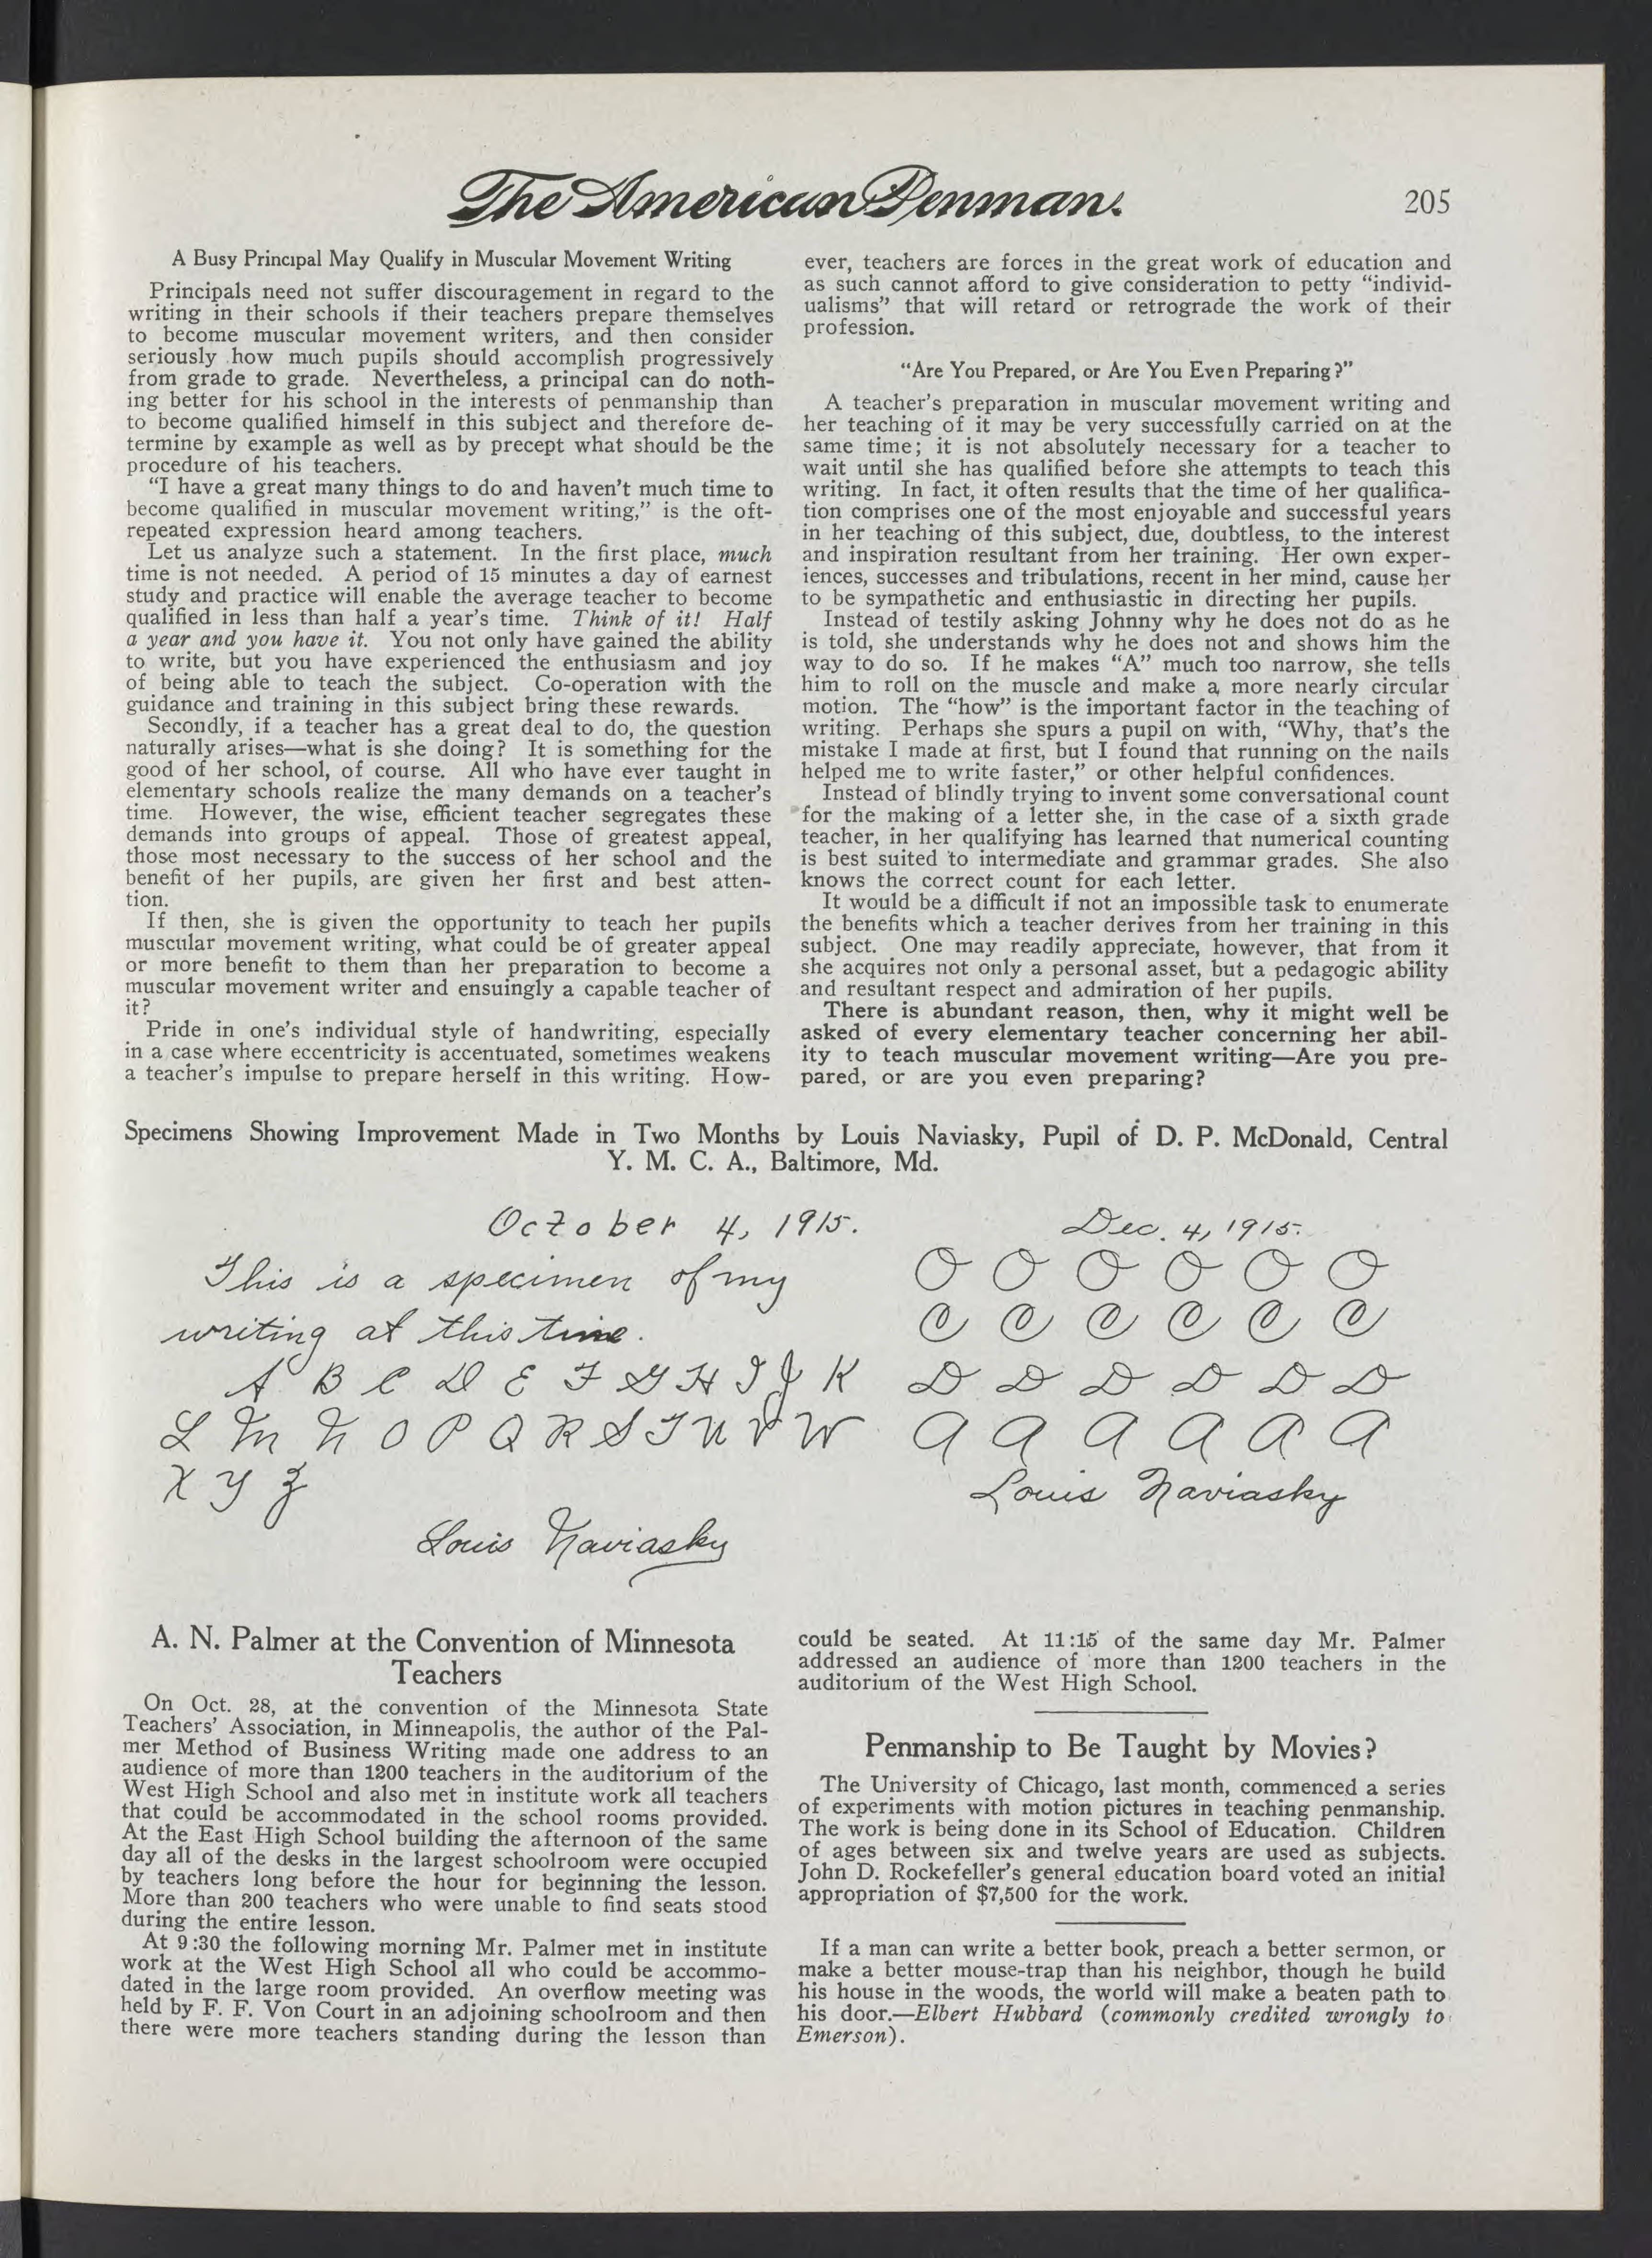 The American Penman.
205
A Busy Principal May Qualify in Muscular Movement Writing
Principals need not suffer discouragement in regard to the
writing in their schools if their teachers prepare themselves
to become muscular movement writers, and then consider
seriously how much pupils should accomplish progressively
from grade to grade. Nevertheless, a principal can do noth-
ing better for his school in the interests of penmanship than
to become qualified himself in this subject and therefore de-
termine by example as well as by precept what should be the
procedure of his teachers.
"I have a great many things to do and haven't much time to
become qualified in muscular movement writing," is the oft-
repeated expression heard among teachers.
Let us analyze such a statement. In the first place, much
time is not needed. A period of 15 minutes a day of earnest
study and practice will enable the average teacher to become
qualified in less than half a year's time. Think of it! Half
a year and you have it. You not only have gained the ability
to write, but you have experienced the enthusiasm and joy
of being able to teach the subject. Co-operation with the
guidance and training in this subject bring these rewards.
Secondly, if a teacher has a great deal to do, the question
naturally arises—what is she doing? It is something for the
good of her school, of course. All who have ever taught in
elementary schools realize the many demands on a teacher's
time. However, the wise, efficient teacher segregates these
demands into groups of appeal. Those of greatest appeal,
those most necessary to the success of her school and the
benefit of her pupils, are given her first and best atten-
tion.
If then, she is given the opportunity to teach her pupils
muscular movement writing, what could be of greater appeal
or more benefit to them than her preparation to become a
muscular movement writer and ensuingly a capable teacher of
it?
Pride in one's individual style of handwriting, especially
in a case where eccentricity is accentuated, sometimes weakens
a teacher's impulse to prepare herself in this writing. How-
ever, teachers are forces in the great work of education and
as such cannot afford to give consideration to petty "individ-
ualisms" that will retard or retrograde the work of their
profession.
"Are You Prepared, or Are You Even Preparing?"
A teacher's preparation in muscular movement writing and
her teaching of it may be very successfully carried on at the
same time; it is not absolutely necessary for a teacher to
wait until she has qualified before she attempts to teach this
writing. In fact, it often results that the time of her qualifica-
tion comprises one of the most enjoyable and successful years
in her teaching of this subject, due, doubtless, to the interest
and inspiration resultant from her training. Her own exper-
iences, successes and tribulations, recent in her mind, cause her
to be sympathetic and enthusiastic in directing her pupils.
Instead of testily asking Johnny why he does not do as he
is told, she understands why he does not and shows him the
way to do so. If he makes "A" much too narrow, she tells
him to roll on the muscle and make a more nearly circular
motion. The "how" is the important factor in the teaching of
writing. Perhaps she spurs a pupil on with, "Why, that's the
mistake I made at first, but I found that running on the nails
helped me to write faster," or other helpful confidences.
Instead of blindly trying to invent some conversational count
for the making of a letter she, in the case of a sixth grade
teacher, in her qualifying has learned that numerical counting
is best suited to intermediate and grammar grades. She also
knows the correct count for each letter.
It would be a difficult if not an impossible task to enumerate
the benefits which a teacher derives from her training in this
subject. One may readily appreciate, however, that from it
she acquires not only a personal asset, but a pedagogic ability
and resultant respect and admiration of her pupils.
There is abundant reason, then, why it might well be
asked of every elementary teacher concerning her abil-
ity to teach muscular movement writing—Are you pre-
pared, or are you even preparing?
Specimens Showing Improvement Made in Two Months by Louis Naviasky, Pupil of D. P. McDonald, Central
Y. M. C. A., Baltimore, Md.
October 4, 1915.
This is a specimen of my
writing at this time.
A B C D E F G H I J K
L M N O P Q R S T U V W
X Y Z
Louis Naviasky
Dec. 4, 1915.
O O O O O O
C C C C C C
D D D D D D
A A A A A A
Louis Naviasky
A. N. Palmer at the Convention of Minnesota
Teachers
On Oct. 28, at the convention of the Minnesota State
Teachers' Association, in Minneapolis, the author of the Pal-
mer Method of Business Writing made one address to an
audience of more than 1200 teachers in the auditorium of the
West High School and also met in institute work all teachers
that could be accommodated in the school rooms provided.
At the East High School building the afternoon of the same
day all of the desks in the largest schoolroom were occupied
by teachers long before the hour for beginning the lesson.
More than 200 teachers who were unable to find seats stood
during the entire lesson.
At 9:30 the following morning Mr. Palmer met in institute
work at the West High School all who could be accommo-
dated in the large room provided. An overflow meeting was
held by F. F. Von Court in an adjoining schoolroom and then
there were more teachers standing during the lesson than
could be seated. At 11:15 of the same day Mr. Palmer
addressed an audience of more than 1200 teachers in the
auditorium of the West High School.
Penmanship to Be Taught by Movies?
The University of Chicago, last month, commenced a series
of experiments with motion pictures in teaching penmanship.
The work is being done in its School of Education. Children
of ages between six and twelve years are used as subjects.
John D. Rockefeller's general education board voted an initial
appropriation of $7,500 for the work.
If a man can write a better book, preach a better sermon, or
make a better mouse-trap than his neighbor, though he build
his house in the woods, the world will make a beaten path to
his door.—Elbert Hubbard (commonly credited wrongly to
Emerson).